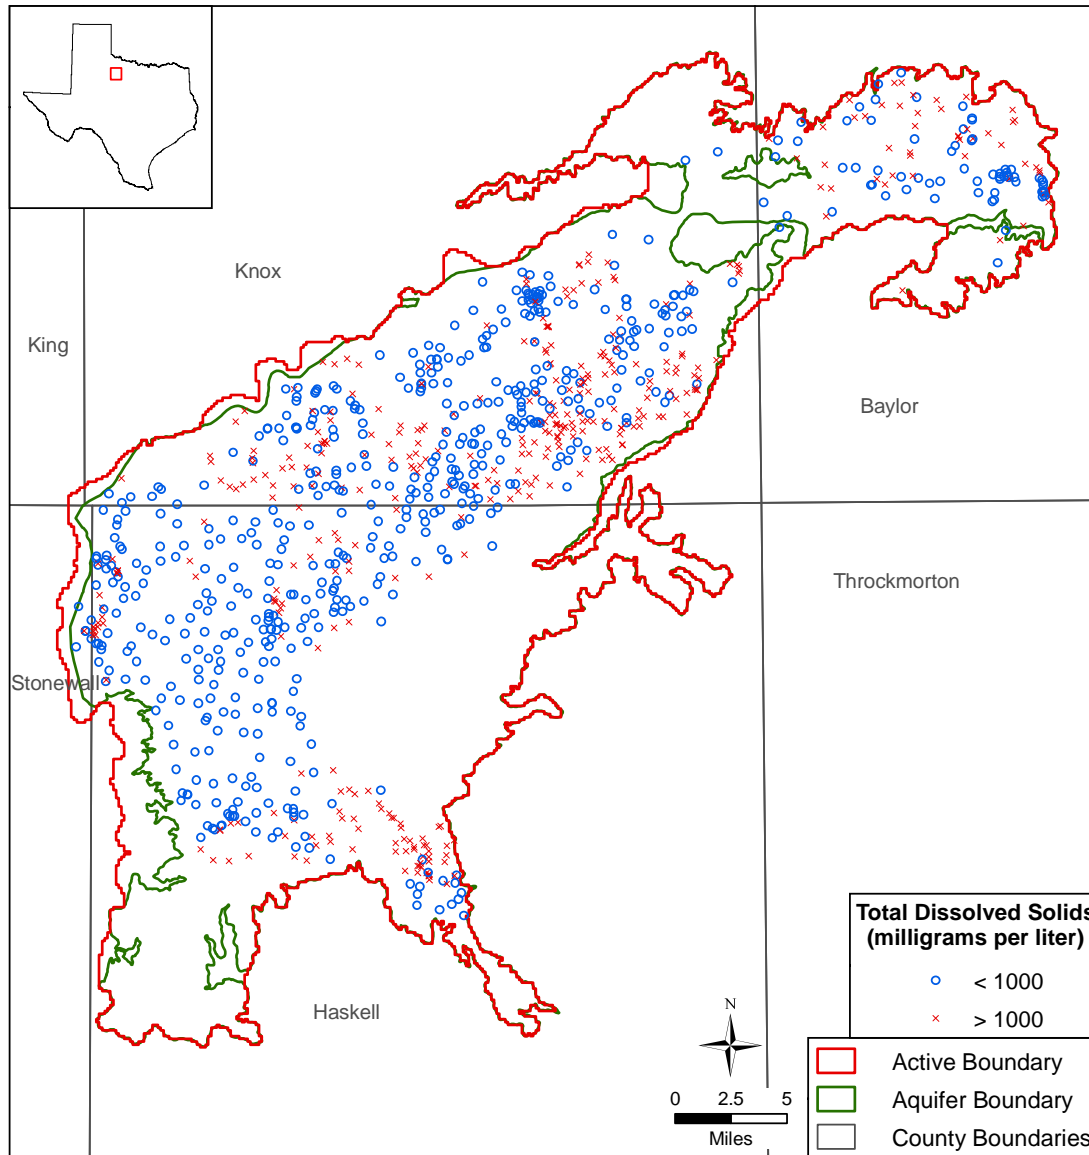 Knox
King
Baylor
Throckmorton
Stonewall
Haskell
Total Dissolved Solids
(milligrams per liter)
< 1000
> 1000
N
0 2.5 5
Miles
Active Boundary
Aquifer Boundary
County Boundaries